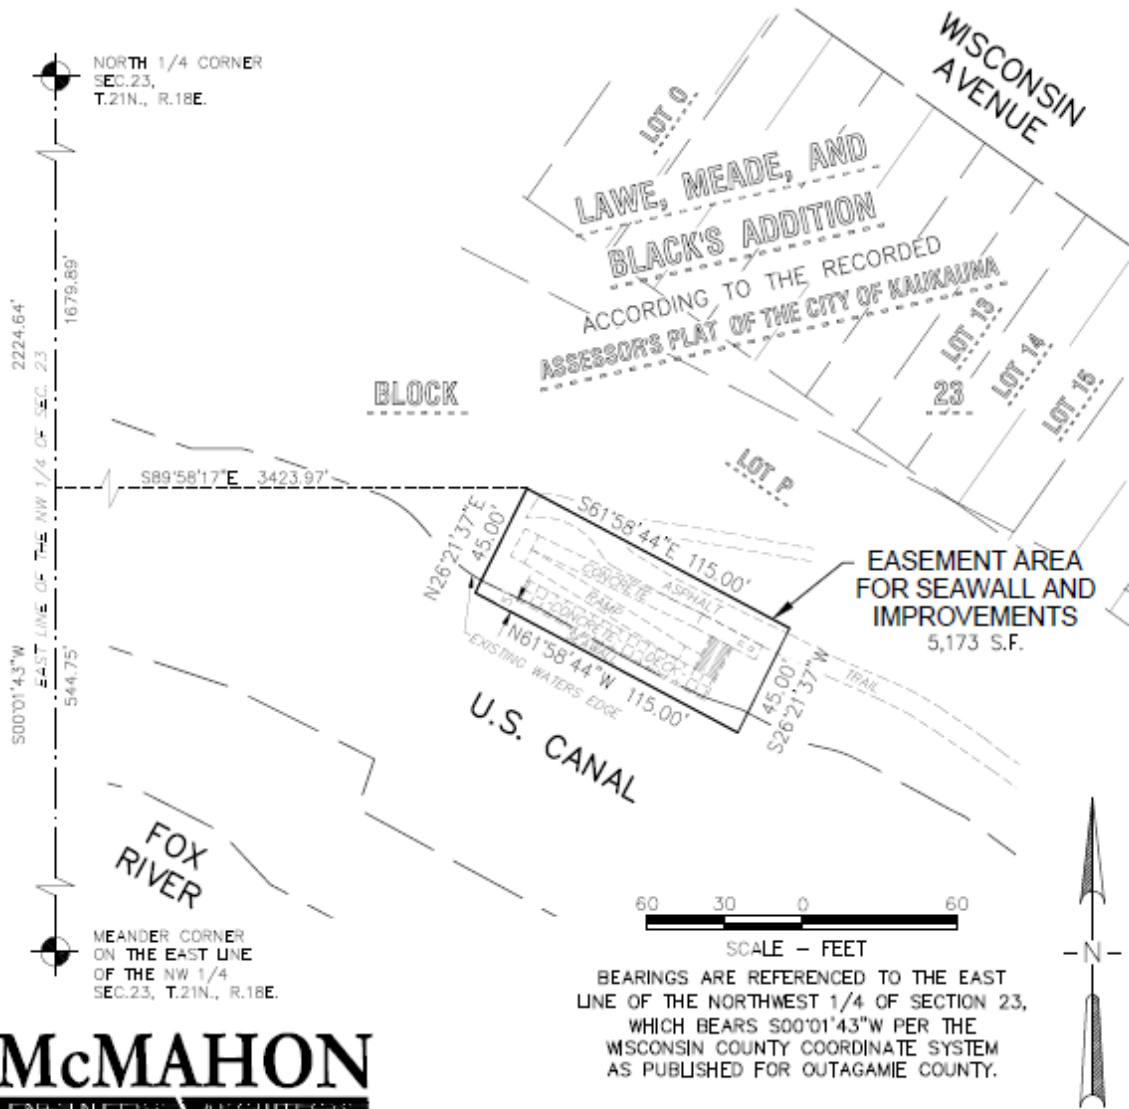 NORTH 1/4 CORNER
SEC.23,
T.21N., R.18E.
WISCONSIN
AVENUE
LOT O
LAWE, MEADE, AND
BLACK'S ADDITION
ACCORDING TO THE RECORDED
ASSESSOR'S PLAT OF THE CITY OF KAUKAUNA
LOT 13
LOT 14
LOT 15
23
BLOCK
LOT P
2224.64'
1679.89'
EAST LINE OF THE NW 1/4 OF SEC. 23
S00°01'43"W
544.75'
S89°58'17"E 3423.97'
N26°21'37"E
45.00'
S61°58'44"E 115.00'
CONCRETE
RAMP
ASPHALT
CONCRETE
SEAWALL
DECK
N61°58'44"W 115.00'
EXISTING WATERS EDGE
45.00'
S26°21'37"W
TRAIL
EASEMENT AREA
FOR SEAWALL AND
IMPROVEMENTS
5,173 S.F.
U.S. CANAL
FOX
RIVER
MEANDER CORNER
ON THE EAST LINE
OF THE NW 1/4
SEC.23, T.21N., R.18E.
60 30 0 60
SCALE - FEET
N
BEARINGS ARE REFERENCED TO THE EAST
LINE OF THE NORTHWEST 1/4 OF SECTION 23,
WHICH BEARS S00°01'43"W PER THE
WISCONSIN COUNTY COORDINATE SYSTEM
AS PUBLISHED FOR OUTAGAMIE COUNTY.
McMAHON